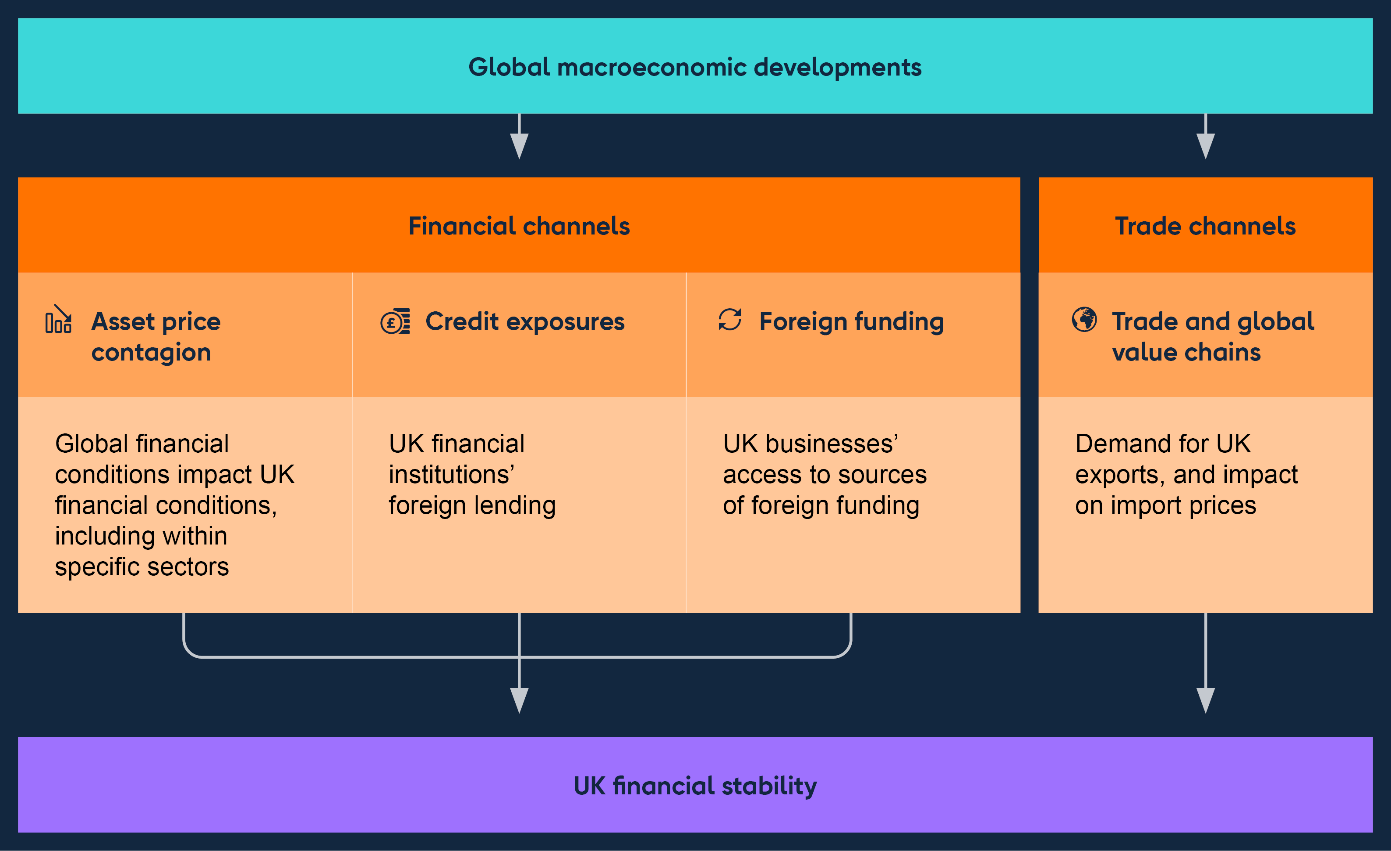 Global macroeconomic developments
Financial channels
Asset price
contagion
Global financial
conditions impact UK
financial conditions,
including within
specific sectors
Credit exposures
UK financial
institutions’
foreign lending
Foreign funding
UK businesses’
access to sources
of foreign funding
Trade channels
Trade and global
value chains
Demand for UK
exports, and impact
on import prices
UK financial stability